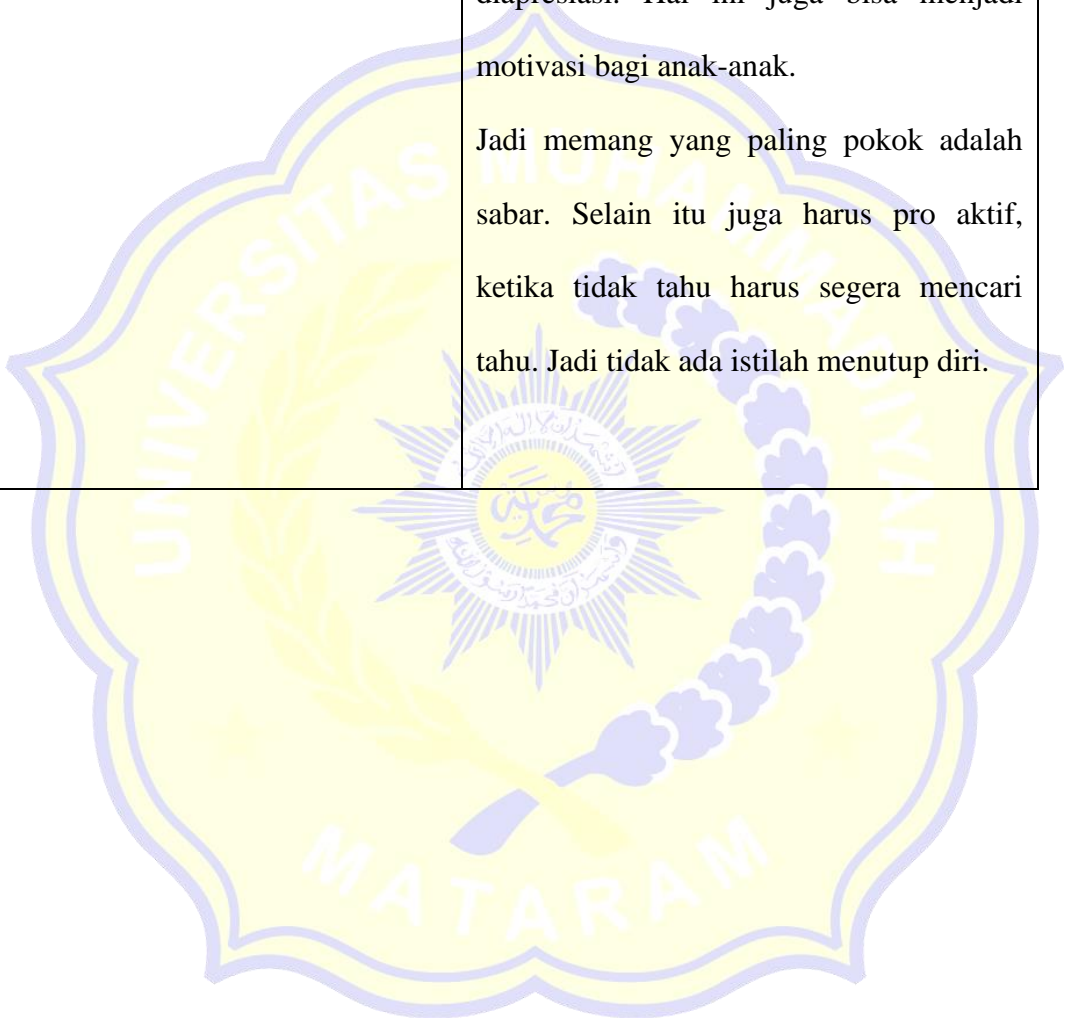 diapresiasi. Hal ini juga bisa menjadi
motivasi bagi anak-anak.
Jadi memang yang paling pokok adalah
sabar. Selain itu juga harus pro aktif,
ketika tidak tahu harus segera mencari
tahu. Jadi tidak ada istilah menutup diri.
UNIVERSITAS MUHAMMADIYAH
MATARAM